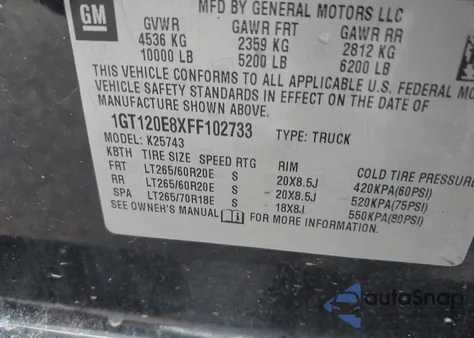 GM
MFD BY GENERAL MOTORS LLC
GVWR GAWR FRT GAWR RR
4536 KG 2359 KG 2812 KG
10000 LB 5200 LB 6200 LB
THIS VEHICLE CONFORMS TO ALL APPLICABLE U.S. FEDERAL MO
VEHICLE SAFETY STANDARDS IN EFFECT ON THE DATE OF
MANUFACTURE SHOWN ABOVE.
1GT120E8XFF102733 TYPE: TRUCK
MODEL: K25743
KBTH TIRE SIZE SPEED RTG RIM COLD TIRE PRESSU
FRT LT265/60R20E S 20X8.5J 420KPA(60PSI)
RR LT265/60R20E S 20X8.5J 520KPA(75PSI)
SPA LT265/70R18E S 18X8J 550KPA(80PSI)
SEE OWNER'S MANUAL FOR MORE INFORMATION.
autoSnap